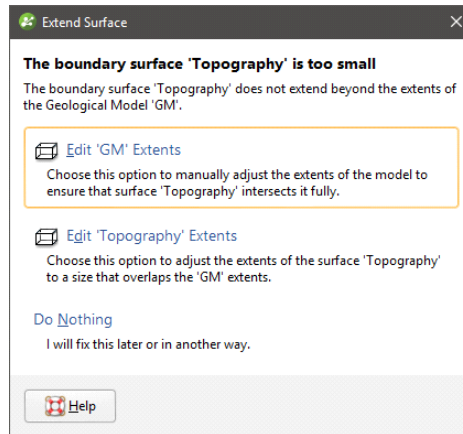 Extend Surface
The boundary surface 'Topography' is too small
The boundary surface 'Topography' does not extend beyond the extents of
the Geological Model 'GM'.
Edit 'GM' Extents
Choose this option to manually adjust the extents of the model to
ensure that surface 'Topography' intersects it fully.
Edit 'Topography' Extents
Choose this option to adjust the extents of the surface 'Topography'
to a size that overlaps the 'GM' extents.
Do Nothing
I will fix this later or in another way.
Help